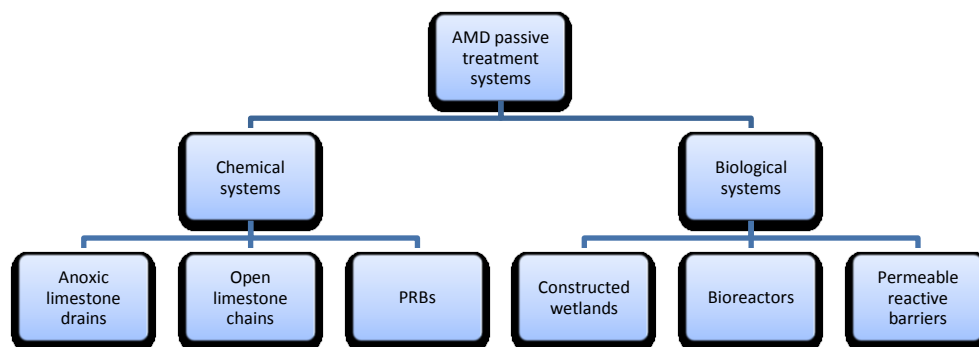 AMD passive
treatment
systems
Chemical
systems
Biological
systems
Anoxic
limestone
drains
Open
limestone
chains
PRBs
Constructed
wetlands
Bioreactors
Permeable
reactive
barriers